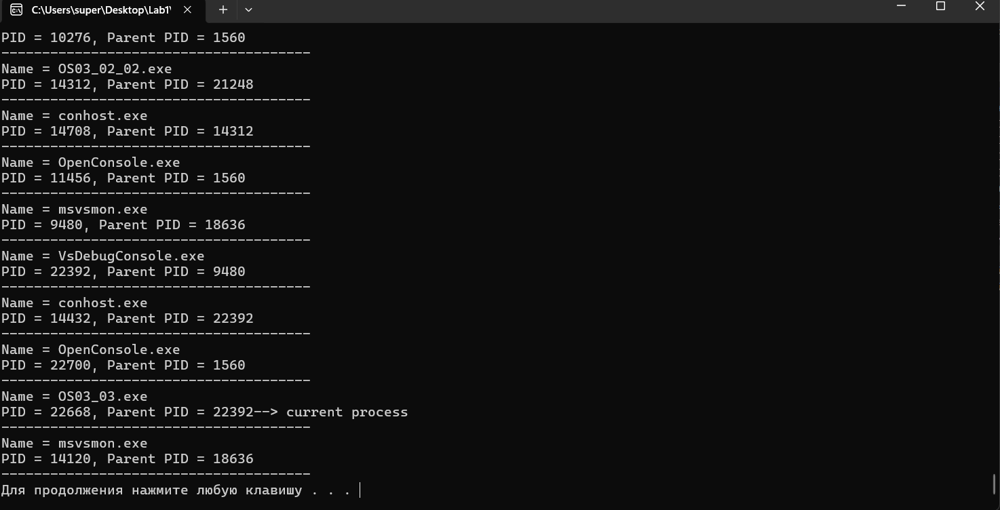 C:\Users\super\Desktop\Lab1\
PID = 10276, Parent PID = 1560
--------------------------------------
Name = OS03_02_02.exe
PID = 14312, Parent PID = 21248
--------------------------------------
Name = conhost.exe
PID = 14708, Parent PID = 14312
--------------------------------------
Name = OpenConsole.exe
PID = 11456, Parent PID = 1560
--------------------------------------
Name = msvsmon.exe
PID = 9480, Parent PID = 18636
--------------------------------------
Name = VsDebugConsole.exe
PID = 22392, Parent PID = 9480
--------------------------------------
Name = conhost.exe
PID = 14432, Parent PID = 22392
--------------------------------------
Name = OpenConsole.exe
PID = 22700, Parent PID = 1560
--------------------------------------
Name = OS03_03.exe
PID = 22668, Parent PID = 22392--> current process
--------------------------------------
Name = msvsmon.exe
PID = 14120, Parent PID = 18636
--------------------------------------
Для продолжения нажмите любую клавишу . . .